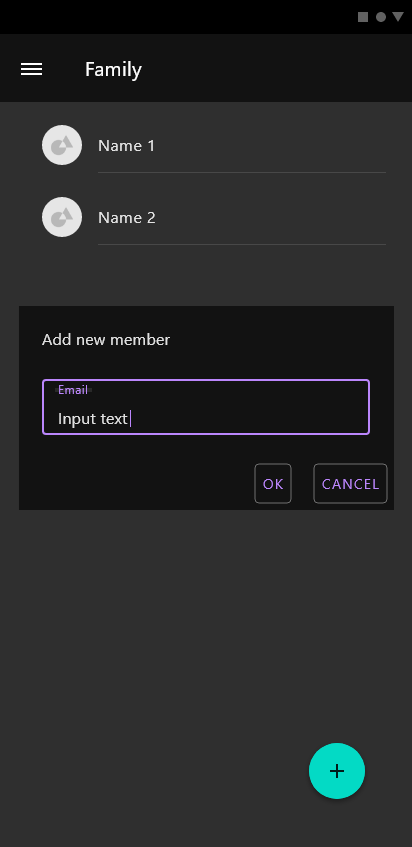 Family
Name 1
Name 2
Add new member
Email
Input text
OK CANCEL